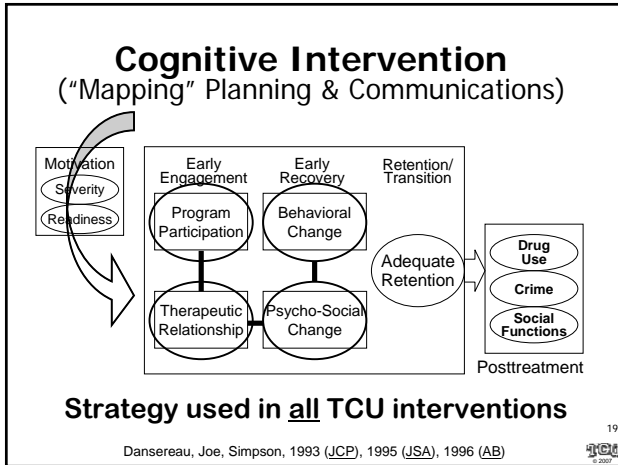 Cognitive Intervention
("Mapping" Planning & Communications)
Motivation
Severity
Readiness
Early
Engagement
Early
Recovery
Retention/
Transition
Program
Participation
Behavioral
Change
Therapeutic
Relationship
Psycho-Social
Change
Adequate
Retention
Drug
Use
Crime
Social
Functions
Posttreatment
Strategy used in all TCU interventions
19
Dansereau, Joe, Simpson, 1993 (JCP), 1995 (JSA), 1996 (AB)
© 2007